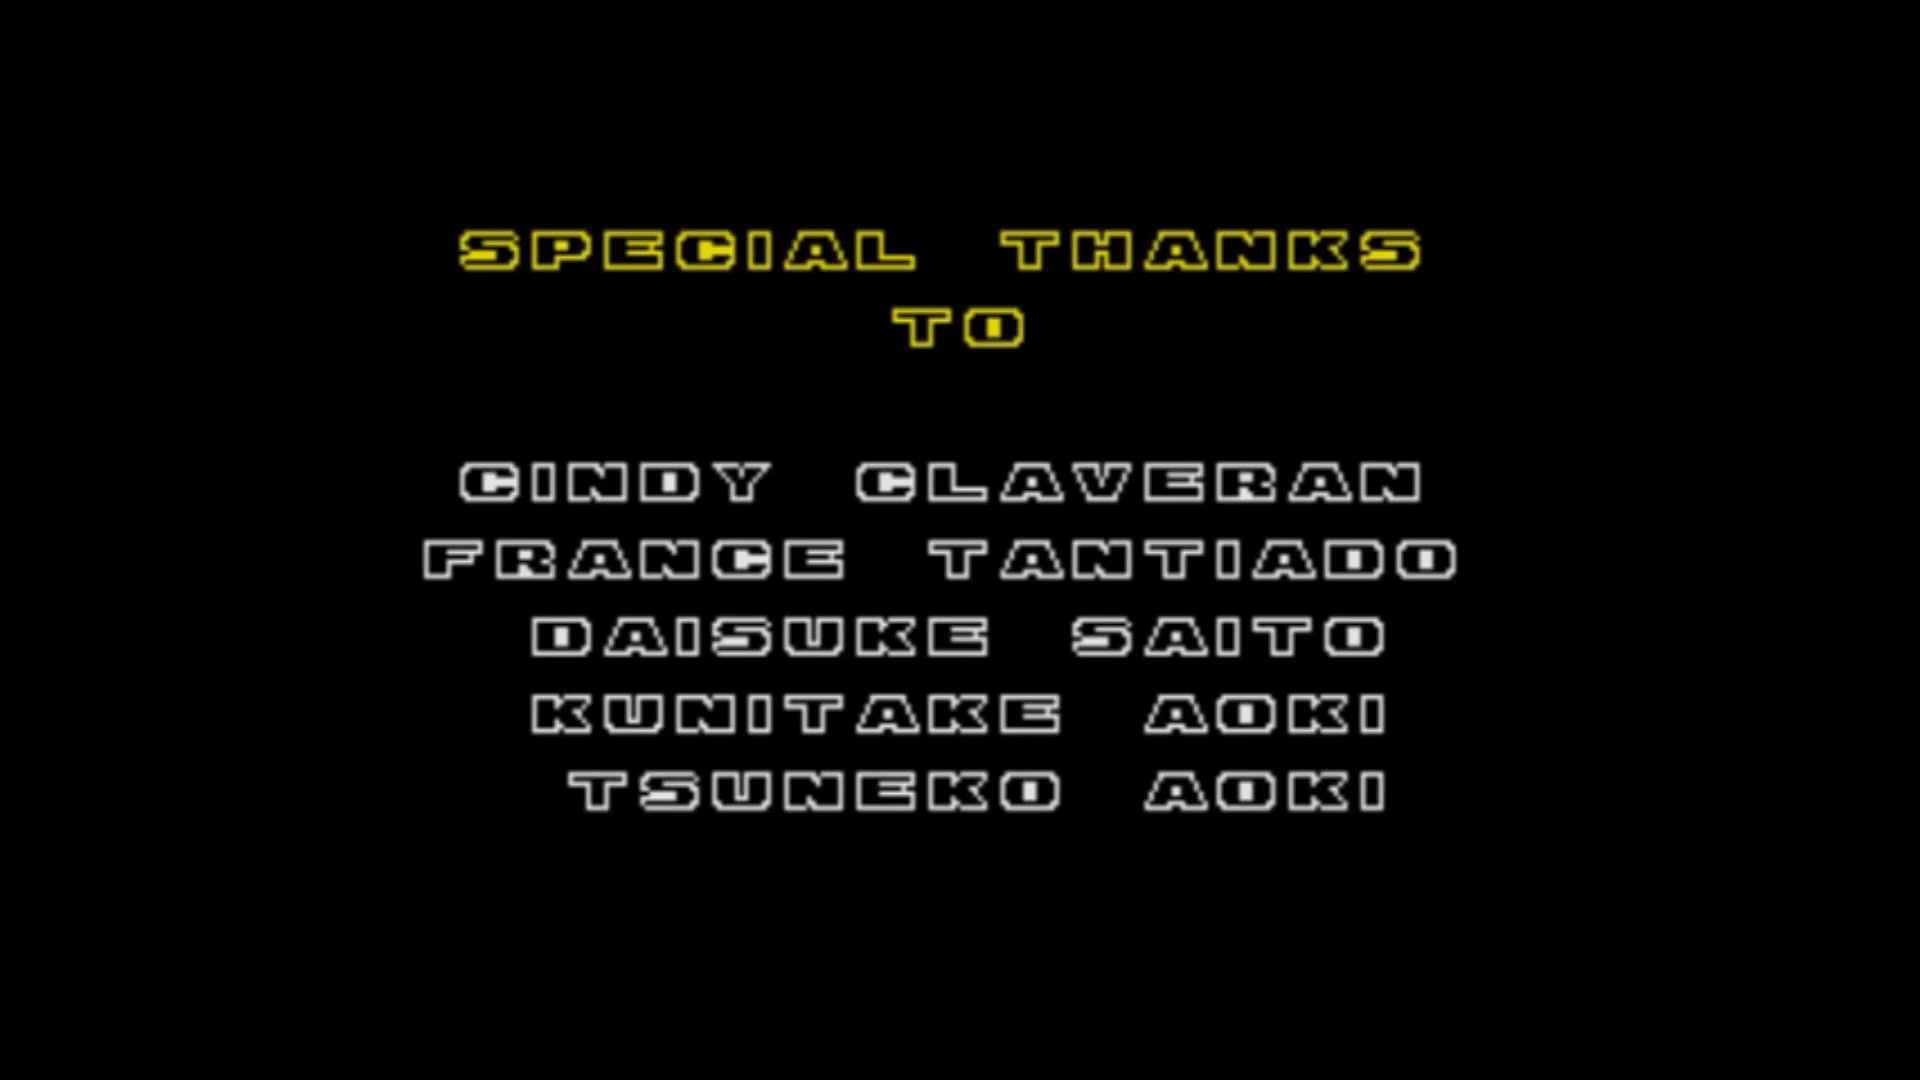 SPECIAL THANKS
TO
CINDY CLAVERAN
FRANCE TANTIADO
DAISUKE SAITO
KUNITAKE AOKI
TSUNEKO AOKI